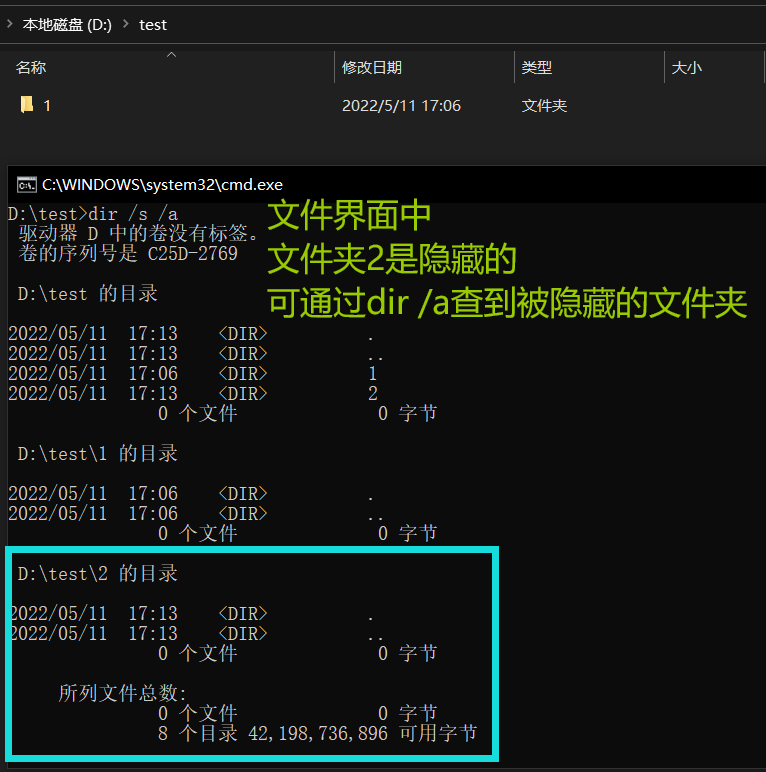 本地磁盘 (D:) > test
名称 修改日期 类型 大小
1 2022/5/11 17:06 文件夹
C:\WINDOWS\system32\cmd.exe
D:\test>dir /s /a
文件界面中
驱动器 D 中的卷没有标签。
卷的序列号是 C25D-2769
文件夹2是隐藏的
D:\test 的目录
可通过dir /a查到被隐藏的文件夹
2022/05/11 17:13 <DIR> .
2022/05/11 17:13 <DIR> ..
2022/05/11 17:06 <DIR> 1
2022/05/11 17:13 <DIR> 2
0 个文件 0 字节
D:\test\1 的目录
2022/05/11 17:06 <DIR> .
2022/05/11 17:06 <DIR> ..
0 个文件 0 字节
D:\test\2 的目录
2022/05/11 17:13 <DIR> .
2022/05/11 17:13 <DIR> ..
0 个文件 0 字节
所列文件总数:
0 个文件 0 字节
8 个目录 42,198,736,896 可用字节